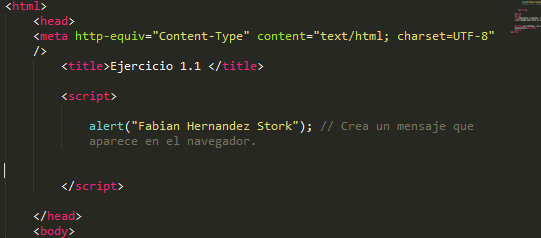 <html>
<head>
<meta http-equiv="Content-Type" content="text/html; charset=UTF-8"
/>
<title>Ejercicio 1.1 </title>
<script>
alert("Fabian Hernandez Stork"); // Crea un mensaje que
aparece en el navegador.
</script>
</head>
<body>